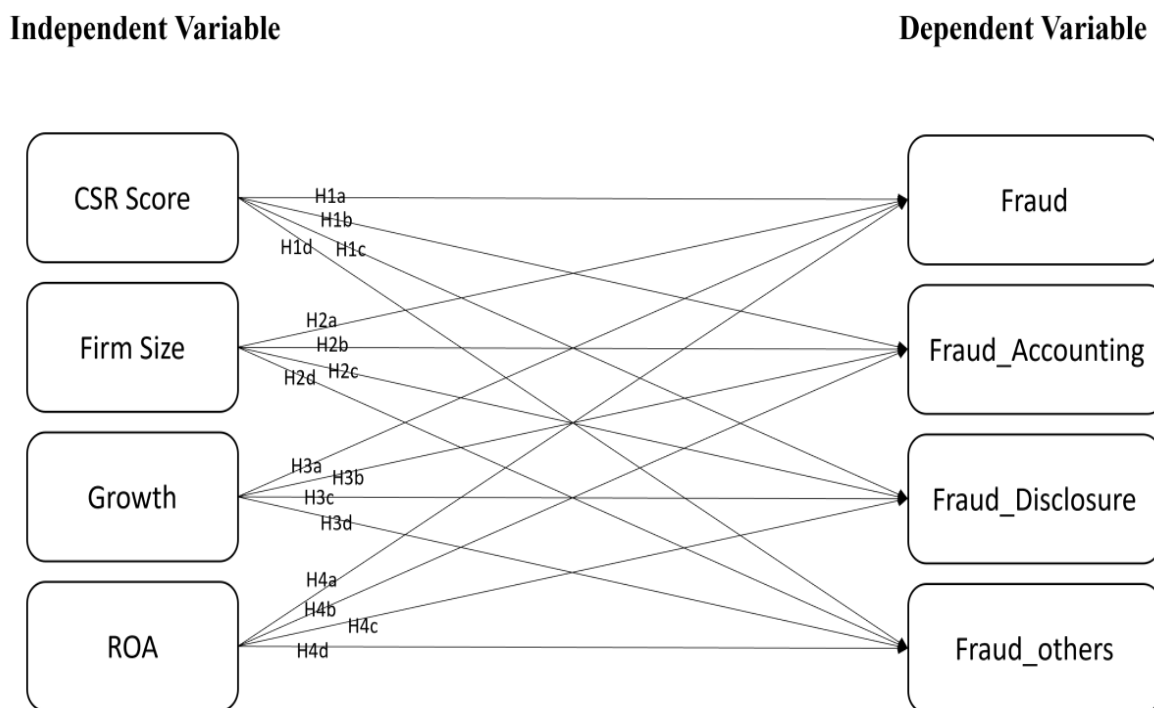 Independent Variable
Dependent Variable
CSR Score
H1a
H1b
H1c
H1d
Fraud
Firm Size
H2a
H2b
H2c
H2d
Fraud_Accounting
Growth
H3a
H3b
H3c
H3d
Fraud_Disclosure
ROA
H4a
H4b
H4c
H4d
Fraud_others